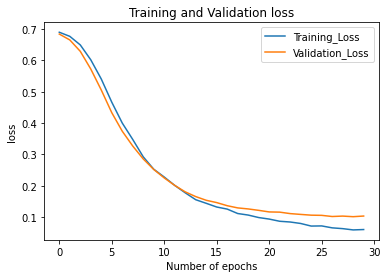 Training and Validation loss
Training_Loss
Validation_Loss
loss
0.7
0.6
0.5
0.4
0.3
0.2
0.1
0 5 10 15 20 25 30
Number of epochs